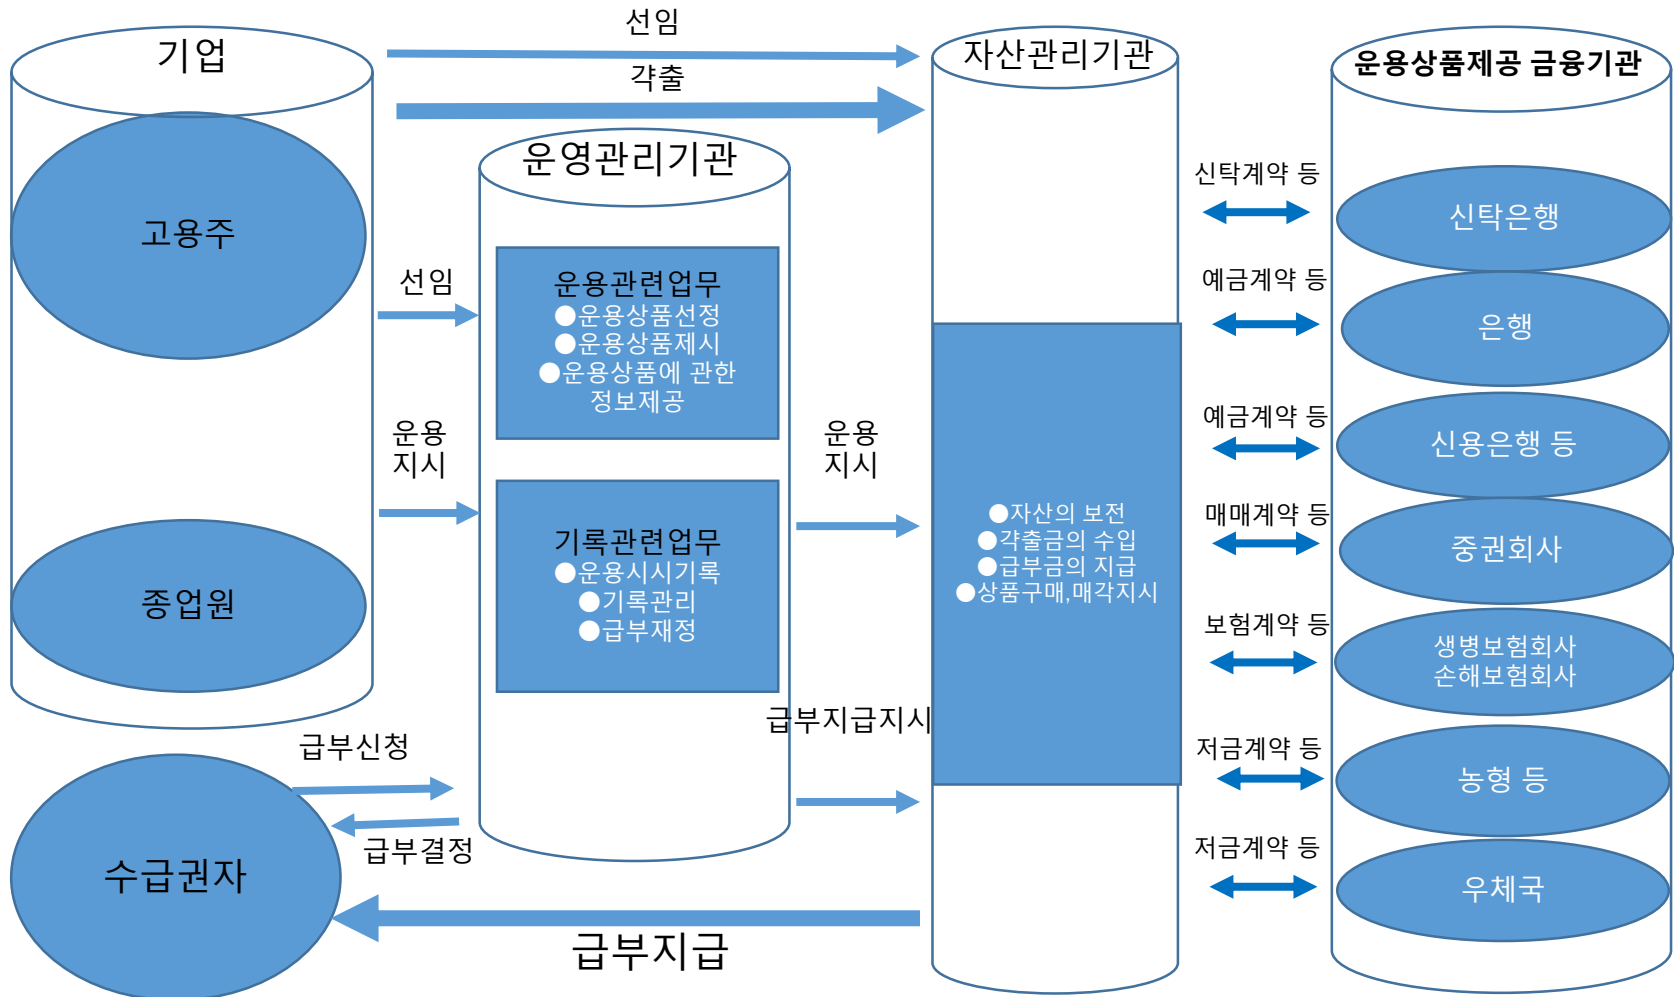 선임
갹출
기업
고용주
종업원
선임
운용
지시
운영관리기관
운용관련업무
●운용상품선정
●운용상품제시
●운용상품에 관한
정보제공
기록관련업무
●운용시시기록
●기록관리
●급부재정
운용
지시
급부지급지시
급부신청
급부결정
수급권자
급부지급
자산관리기관
●자산의 보전
●갹출금의 수입
●급부금의 지급
●상품구매,매각지시
신탁계약 등
예금계약 등
예금계약 등
매매계약 등
보험계약 등
저금계약 등
저금계약 등
운용상품제공 금융기관
신탁은행
은행
신용은행 등
중권회사
생병보험회사
손해보험회사
농형 등
우체국